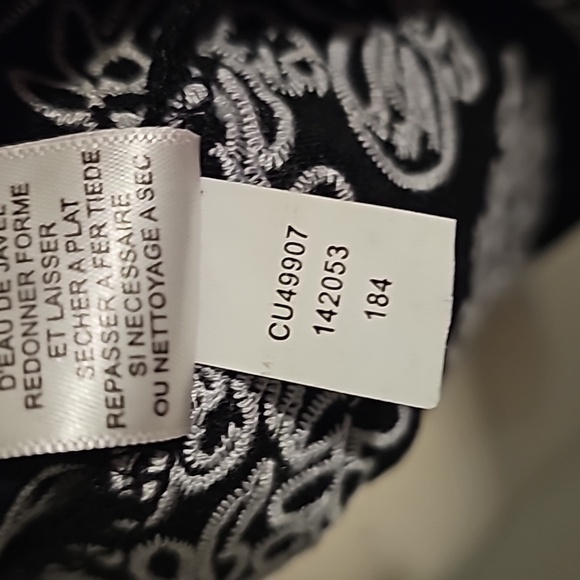 D'EAU DE JAVEL
REDONNER FORME
ET LAISSER
SECHER A PLAT
REPASSER A FER TIEDE
SI NECESSAIRE
OU NETTOYAGE A SEC
CU49907
142053
184